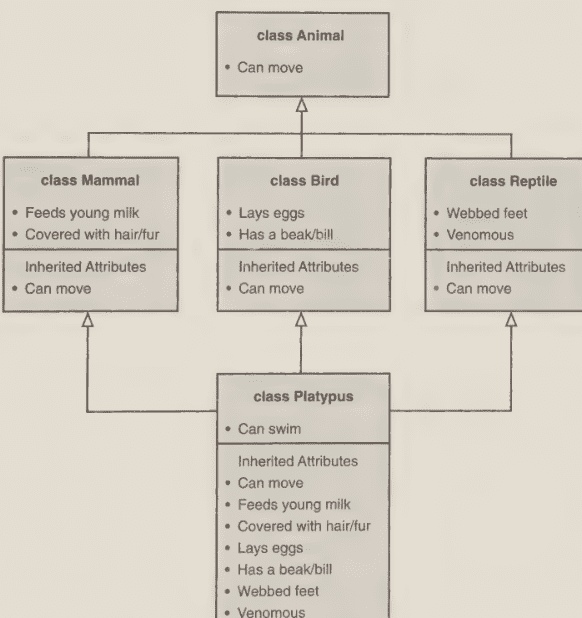 class Animal
• Can move
class Mammal
• Feeds young milk
• Covered with hair/fur
Inherited Attributes
• Can move
class Bird
• Lays eggs
• Has a beak/bill
Inherited Attributes
• Can move
class Reptile
• Webbed feet
• Venomous
Inherited Attributes
• Can move
class Platypus
• Can swim
Inherited Attributes
• Can move
• Feeds young milk
• Covered with hair/fur
• Lays eggs
• Has a beak/bill
• Webbed feet
• Venomous